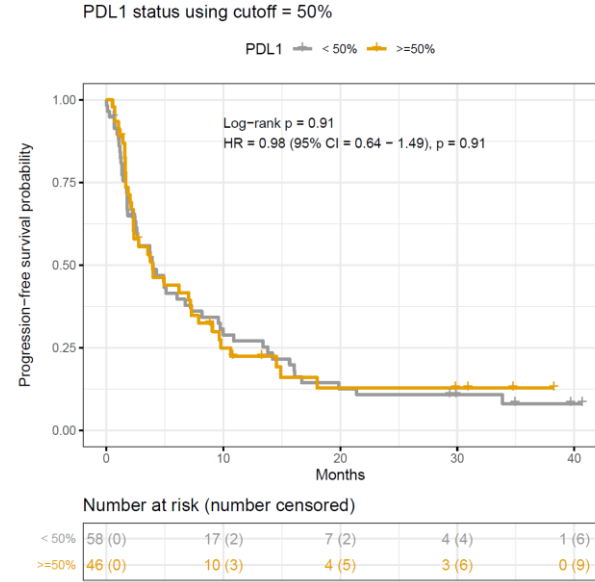 PDL1 status using cutoff = 50%
PDL1 < 50% >=50%
Log-rank p = 0.91
HR = 0.98 (95% CI = 0.64 − 1.49), p = 0.91
Progression-free survival probability
1.00
0.75
0.50
0.25
0.00
0 10 20 30 40
Months
Number at risk (number censored)
< 50% 58 (0) 17 (2) 7 (2) 4 (4) 1 (6)
>=50% 46 (0) 10 (3) 4 (5) 3 (6) 0 (9)